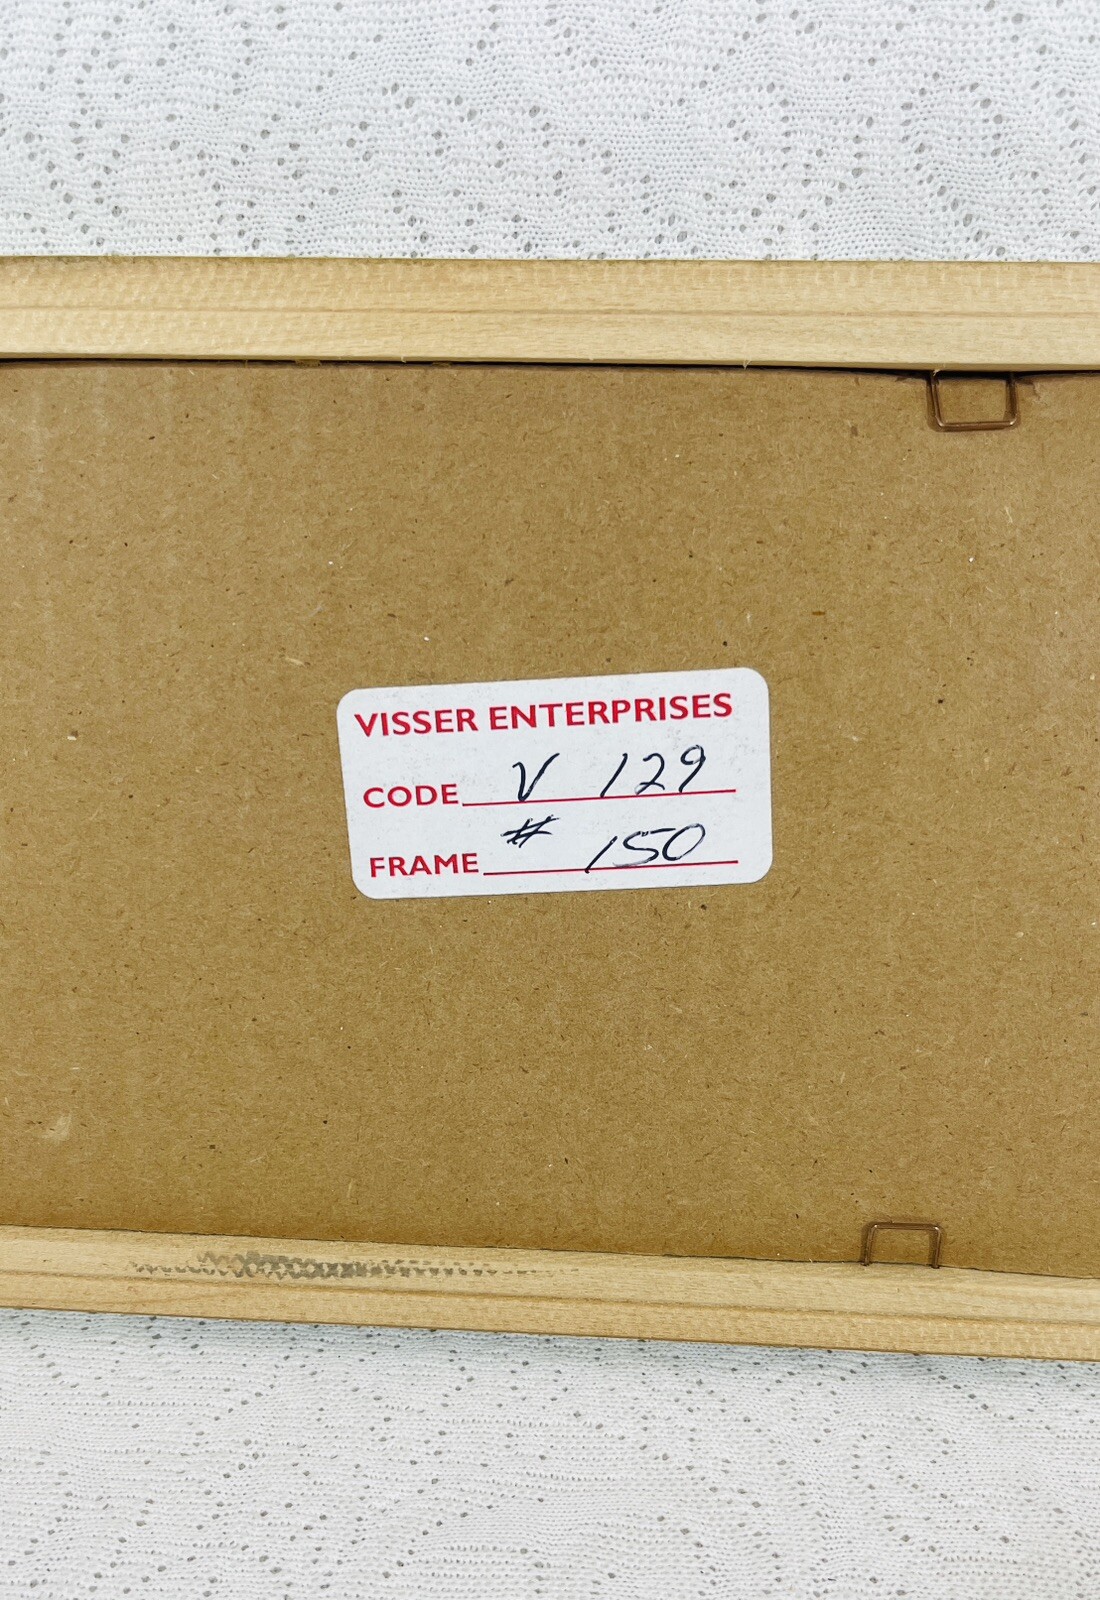 VISSER ENTERPRISES
CODE V 129
FRAME # 150